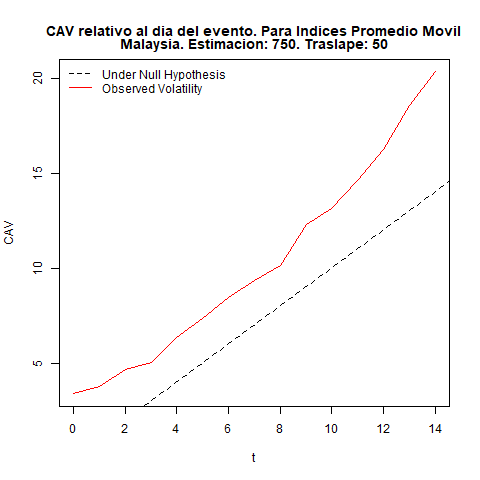 CAV relativo al dia del evento. Para Indices Promedio Movil
Malaysia. Estimacion: 750. Traslape: 50
Under Null Hypothesis
Observed Volatility
20
15
10
5
CAV
0 2 4 6 8 10 12 14
t